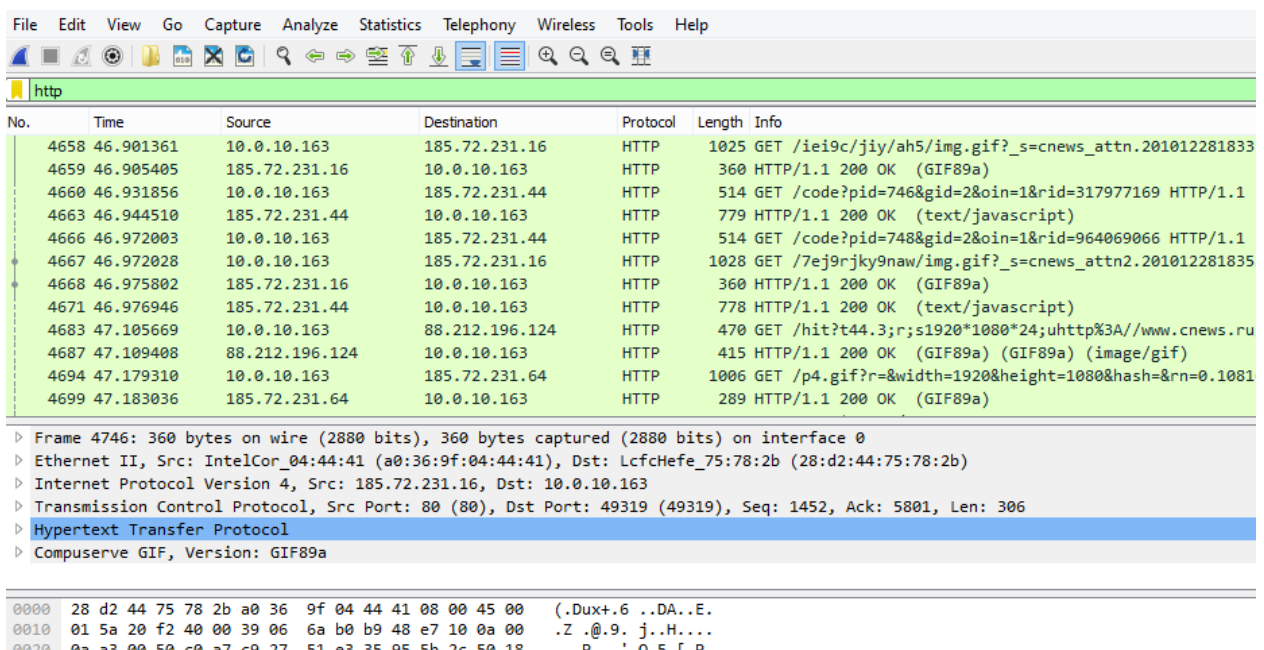 File Edit View Go Capture Analyze Statistics Telephony Wireless Tools Help
http
No. Time Source Destination Protocol Length Info
4658 46.901361 10.0.10.163 185.72.231.16 HTTP 1025 GET /iei9c/jiy/ah5/img.gif?_s=cnews_attn.201012281833
4659 46.905405 185.72.231.16 10.0.10.163 HTTP 360 HTTP/1.1 200 OK (GIF89a)
4660 46.931856 10.0.10.163 185.72.231.44 HTTP 514 GET /code?pid=746&gid=2&oin=1&rid=317977169 HTTP/1.1
4663 46.944510 185.72.231.44 10.0.10.163 HTTP 779 HTTP/1.1 200 OK (text/javascript)
4666 46.972003 10.0.10.163 185.72.231.44 HTTP 514 GET /code?pid=748&gid=2&oin=1&rid=964069066 HTTP/1.1
4667 46.972028 10.0.10.163 185.72.231.16 HTTP 1028 GET /7ej9rjky9naw/img.gif?_s=cnews_attn2.201012281835
4668 46.975802 185.72.231.16 10.0.10.163 HTTP 360 HTTP/1.1 200 OK (GIF89a)
4671 46.976946 185.72.231.44 10.0.10.163 HTTP 778 HTTP/1.1 200 OK (text/javascript)
4683 47.105669 10.0.10.163 88.212.196.124 HTTP 470 GET /hit?t44.3;r;s1920*1080*24;uhttp%3A//www.cnews.ru
4687 47.109408 88.212.196.124 10.0.10.163 HTTP 415 HTTP/1.1 200 OK (GIF89a) (GIF89a) (image/gif)
4694 47.179310 10.0.10.163 185.72.231.64 HTTP 1006 GET /p4.gif?r=&width=1920&height=1080&hash=&rn=0.1081
4699 47.183036 185.72.231.64 10.0.10.163 HTTP 289 HTTP/1.1 200 OK (GIF89a)
Frame 4746: 360 bytes on wire (2880 bits), 360 bytes captured (2880 bits) on interface 0
Ethernet II, Src: IntelCor_04:44:41 (a0:36:9f:04:44:41), Dst: LcfcHefe_75:78:2b (28:d2:44:75:78:2b)
Internet Protocol Version 4, Src: 185.72.231.16, Dst: 10.0.10.163
Transmission Control Protocol, Src Port: 80 (80), Dst Port: 49319 (49319), Seq: 1452, Ack: 5801, Len: 306
Hypertext Transfer Protocol
Compuserve GIF, Version: GIF89a
0000 28 d2 44 75 78 2b a0 36 9f 04 44 41 08 00 45 00 (.Dux+.6 ..DA..E.
0010 01 5a 20 f2 40 00 39 06 6a b0 b9 48 e7 10 0a 00 .Z .@.9. j..H....
0020 0a a3 00 50 c0 a7 c9 27 51 e3 35 95 5b 2c 50 18